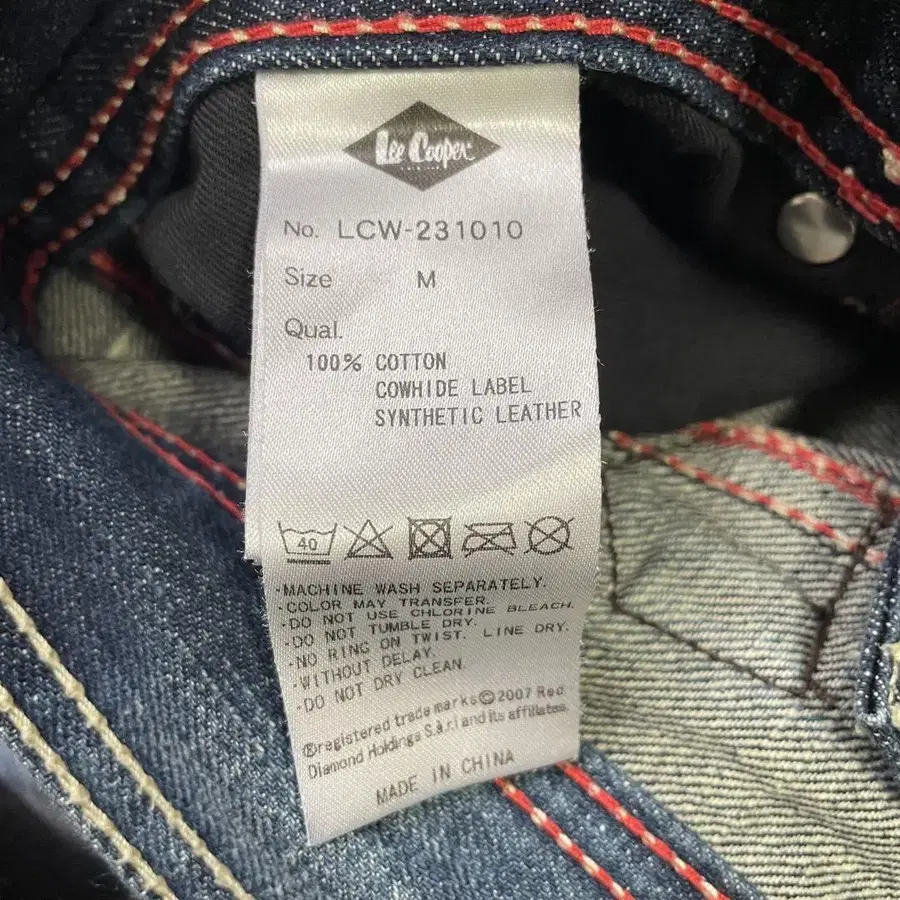 Lee Cooper
No. LCW-231010
Size M
Qual.
100% COTTON
COWHIDE LABEL
SYNTHETIC LEATHER
40
·MACHINE WASH SEPARATELY.
·COLOR MAY TRANSFER.
·DO NOT USE CHLORINE BLEACH.
·DO NOT TUMBLE DRY.
·NO RING ON TWIST. LINE DRY.
·WITHOUT DELAY.
·DO NOT DRY CLEAN.
®registered trade marks©2007 Red
Diamond Holdings S.à.r.l and its affiliates.
MADE IN CHINA